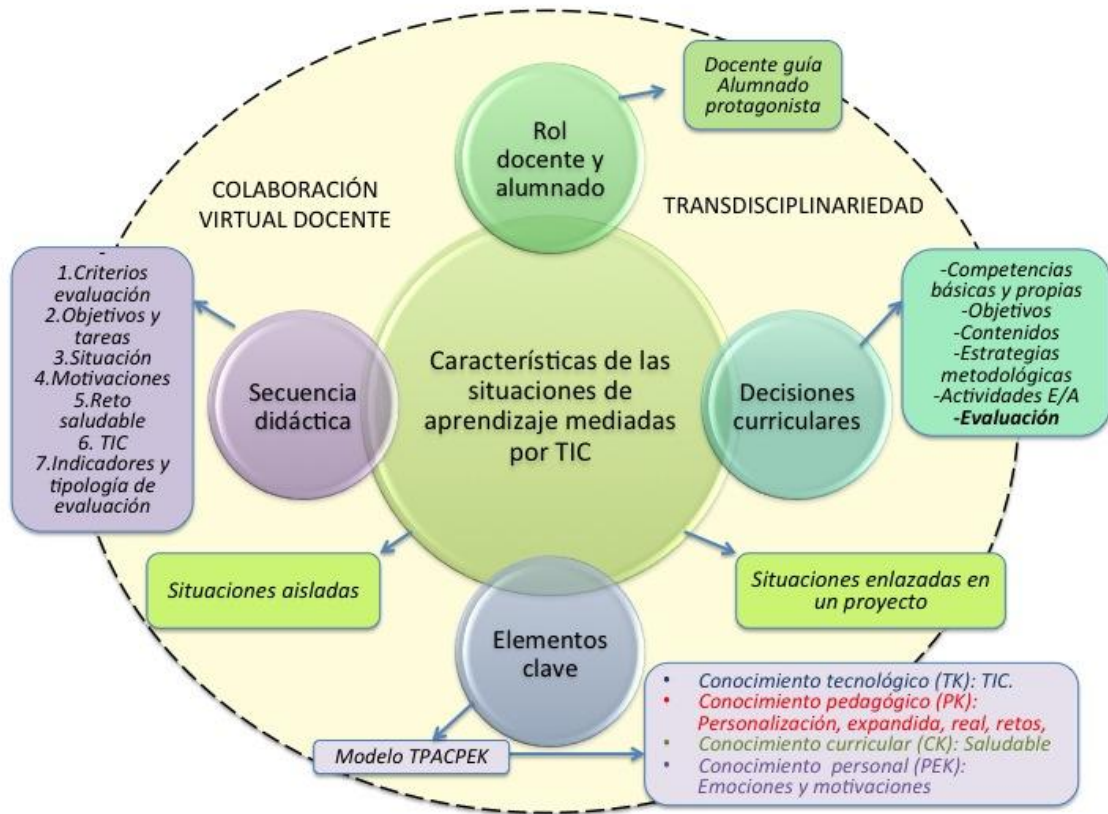 Docente guía
Alumnado
protagonista
Rol
docente y
alumnado
COLABORACIÓN
VIRTUAL DOCENTE
TRANSDISCIPLINARIEDAD
-
1.Criterios
evaluación
2.Objetivos y
tareas
3.Situación
4.Motivaciones
5.Reto
saludable
6. TIC
7.Indicadores y
tipología de
evaluación
Secuencia
didáctica
Característicās de las
situaciones de
aprendizaje mediadas
por TIC
Decisiones
curriculares
-Competencias
básicas y propias
-Objetivos
-Contenidos
-Estrategias
metodológicas
-Actividades E/A
-Evaluación
Situaciones aisladas
Situaciones enlazadas en
un proyecto
Elementos
clave
Modelo TPACPEK
• Conocimiento tecnológico (TK): TIC.
• Conocimiento pedagógico (PK):
Personalización, expandida, real, retos,
• Conocimiento curricular (CK): Saludable
• Conocimiento personal (PEK):
Emociones y motivaciones